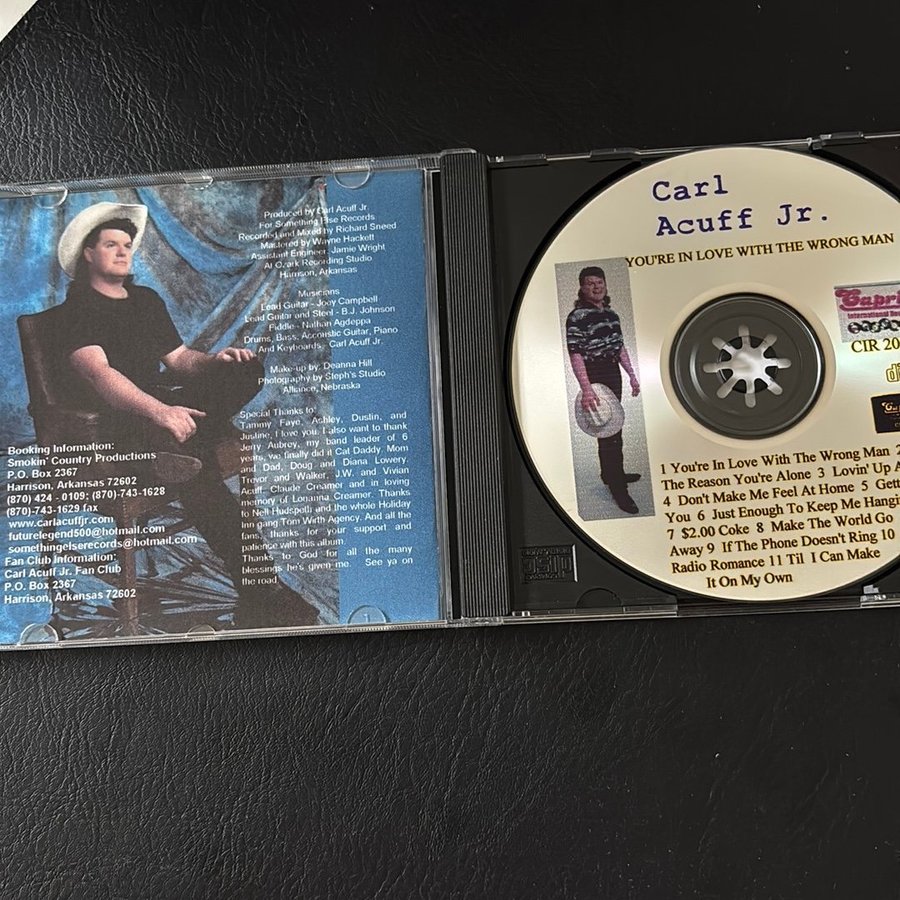 Produced by Carl Acuff Jr.
For Something Else Records
Recorded and Mixed by Richard Sneed
Mastered by Wayne Hackett
Assistant Engineer: Jamie Wright
At Ozark Recording Studio
Harrison, Arkansas
Musicians
Lead Guitar - Joey Campbell
Lead Guitar and Steel - B.J. Johnson
Fiddle - Nathan Agdeppa
Drums, Bass, Accoustic Guitar, Piano
And Keyboards - Carl Acuff Jr.
Make-up by: Deanna Hill
Photography by Steph's Studio
Alliance, Nebraska
Special Thanks to:
Tammy Faye, Ashley, Dustin, and
Justine, I love you. I also want thank
Jerry Aubrey, my band leader of 6
years, we finally did it Cat Daddy. Mom
and Dad, Doug and Diana Lowery,
Trevor and Walker, J.W. and Vivian
Acuff, Claude Creamer and in loving
memory of Lonanna Creamer. Thanks
to Nell Hudspeth and the whole Holiday
Inn gang Tom Wirth Agency. And all the
fans, thanks for your support and
patience with this album.
Thanks to God for all the many
blessings he's given me. See ya on
the road
Booking Information:
Smokin' Country Productions
P.O. Box 2367
Harrison, Arkansas 72602
(870) 424 - 0109; (870)-743-1628
(870)-743-1629 fax
www.carlacuffjr.com
futurelegend500@hotmail.com
somethingelserecords@hotmail.com
Fan Club Information
Carl Acuff Jr. Fan Club
P.O. Box 2367
Harrison, Arkansas 72602
Carl
Acuff Jr.
YOU'RE IN LOVE WITH THE WRONG MAN
International
CIR 20
1 You're In Love With The Wrong Man 2
The Reason You're Alone 3 Lovin' Up A
4 Don't Make Me Feel At Home 5 Gett
You 6 Just Enough To Keep Me Hangin
7 $2.00 Coke 8 Make The World Go
Away 9 If The Phone Doesn't Ring 10
Radio Romance 11 Til I Can Make
It On My Own